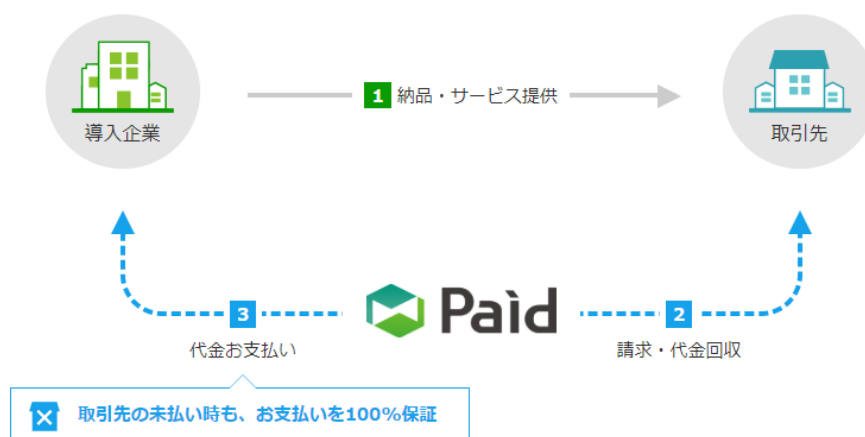 1 納品・サービス提供
導入企業
取引先
Paid
3
2
代金お支払い
請求・代金回収
取引先の未払い時も、お支払いを100%保証